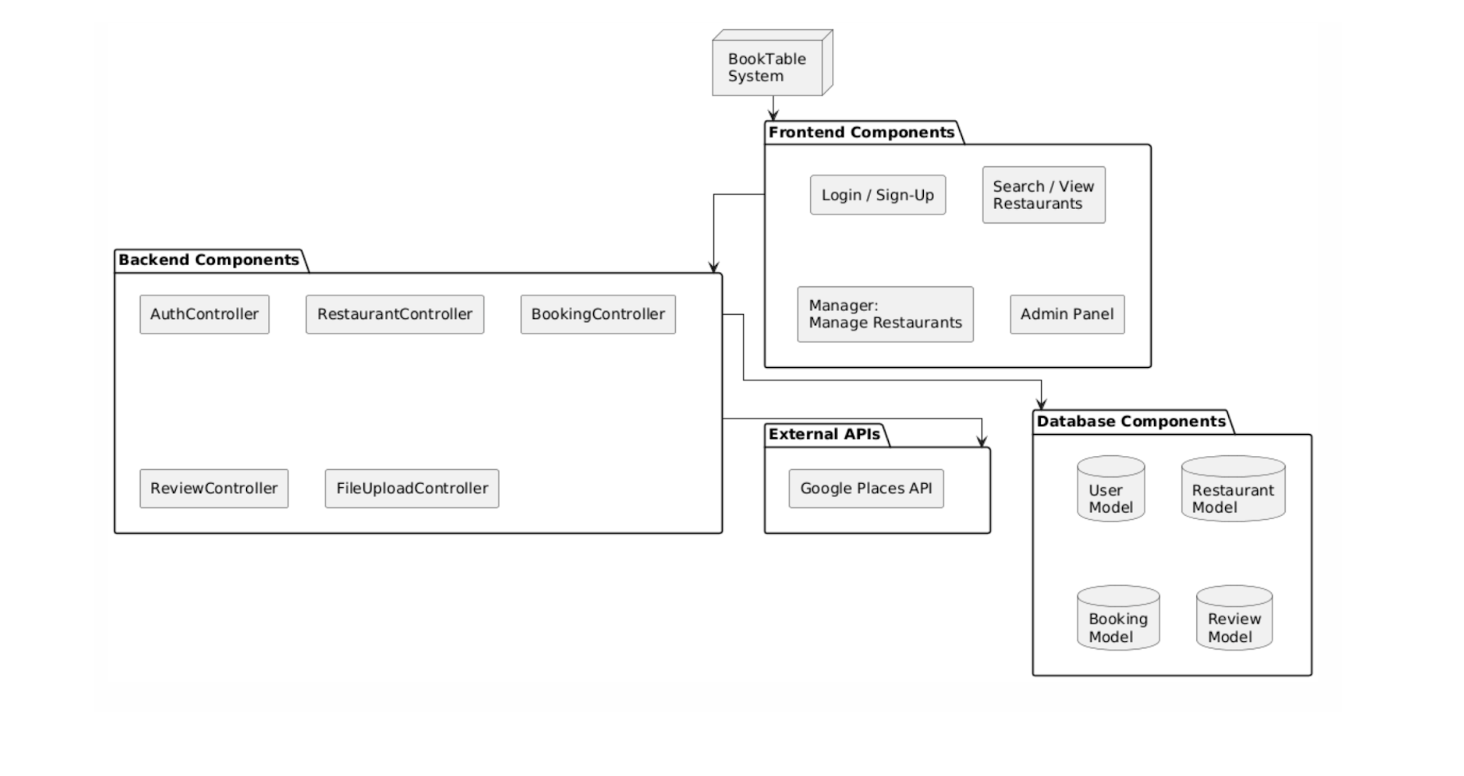 BookTable
System
Frontend Components
Login / Sign-Up
Search / View
Restaurants
Manager:
Manage Restaurants
Admin Panel
Backend Components
AuthController
RestaurantController
BookingController
ReviewController
FileUploadController
External APIs
Google Places API
Database Components
User
Model
Restaurant
Model
Booking
Model
Review
Model